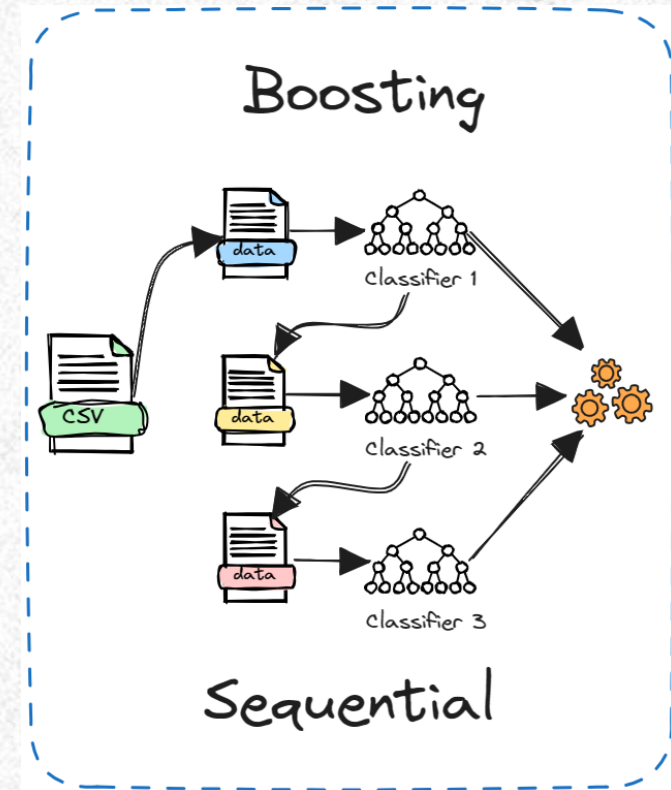 Boosting
data
Classifier 1
CSV
data
Classifier 2
data
Classifier 3
Sequential